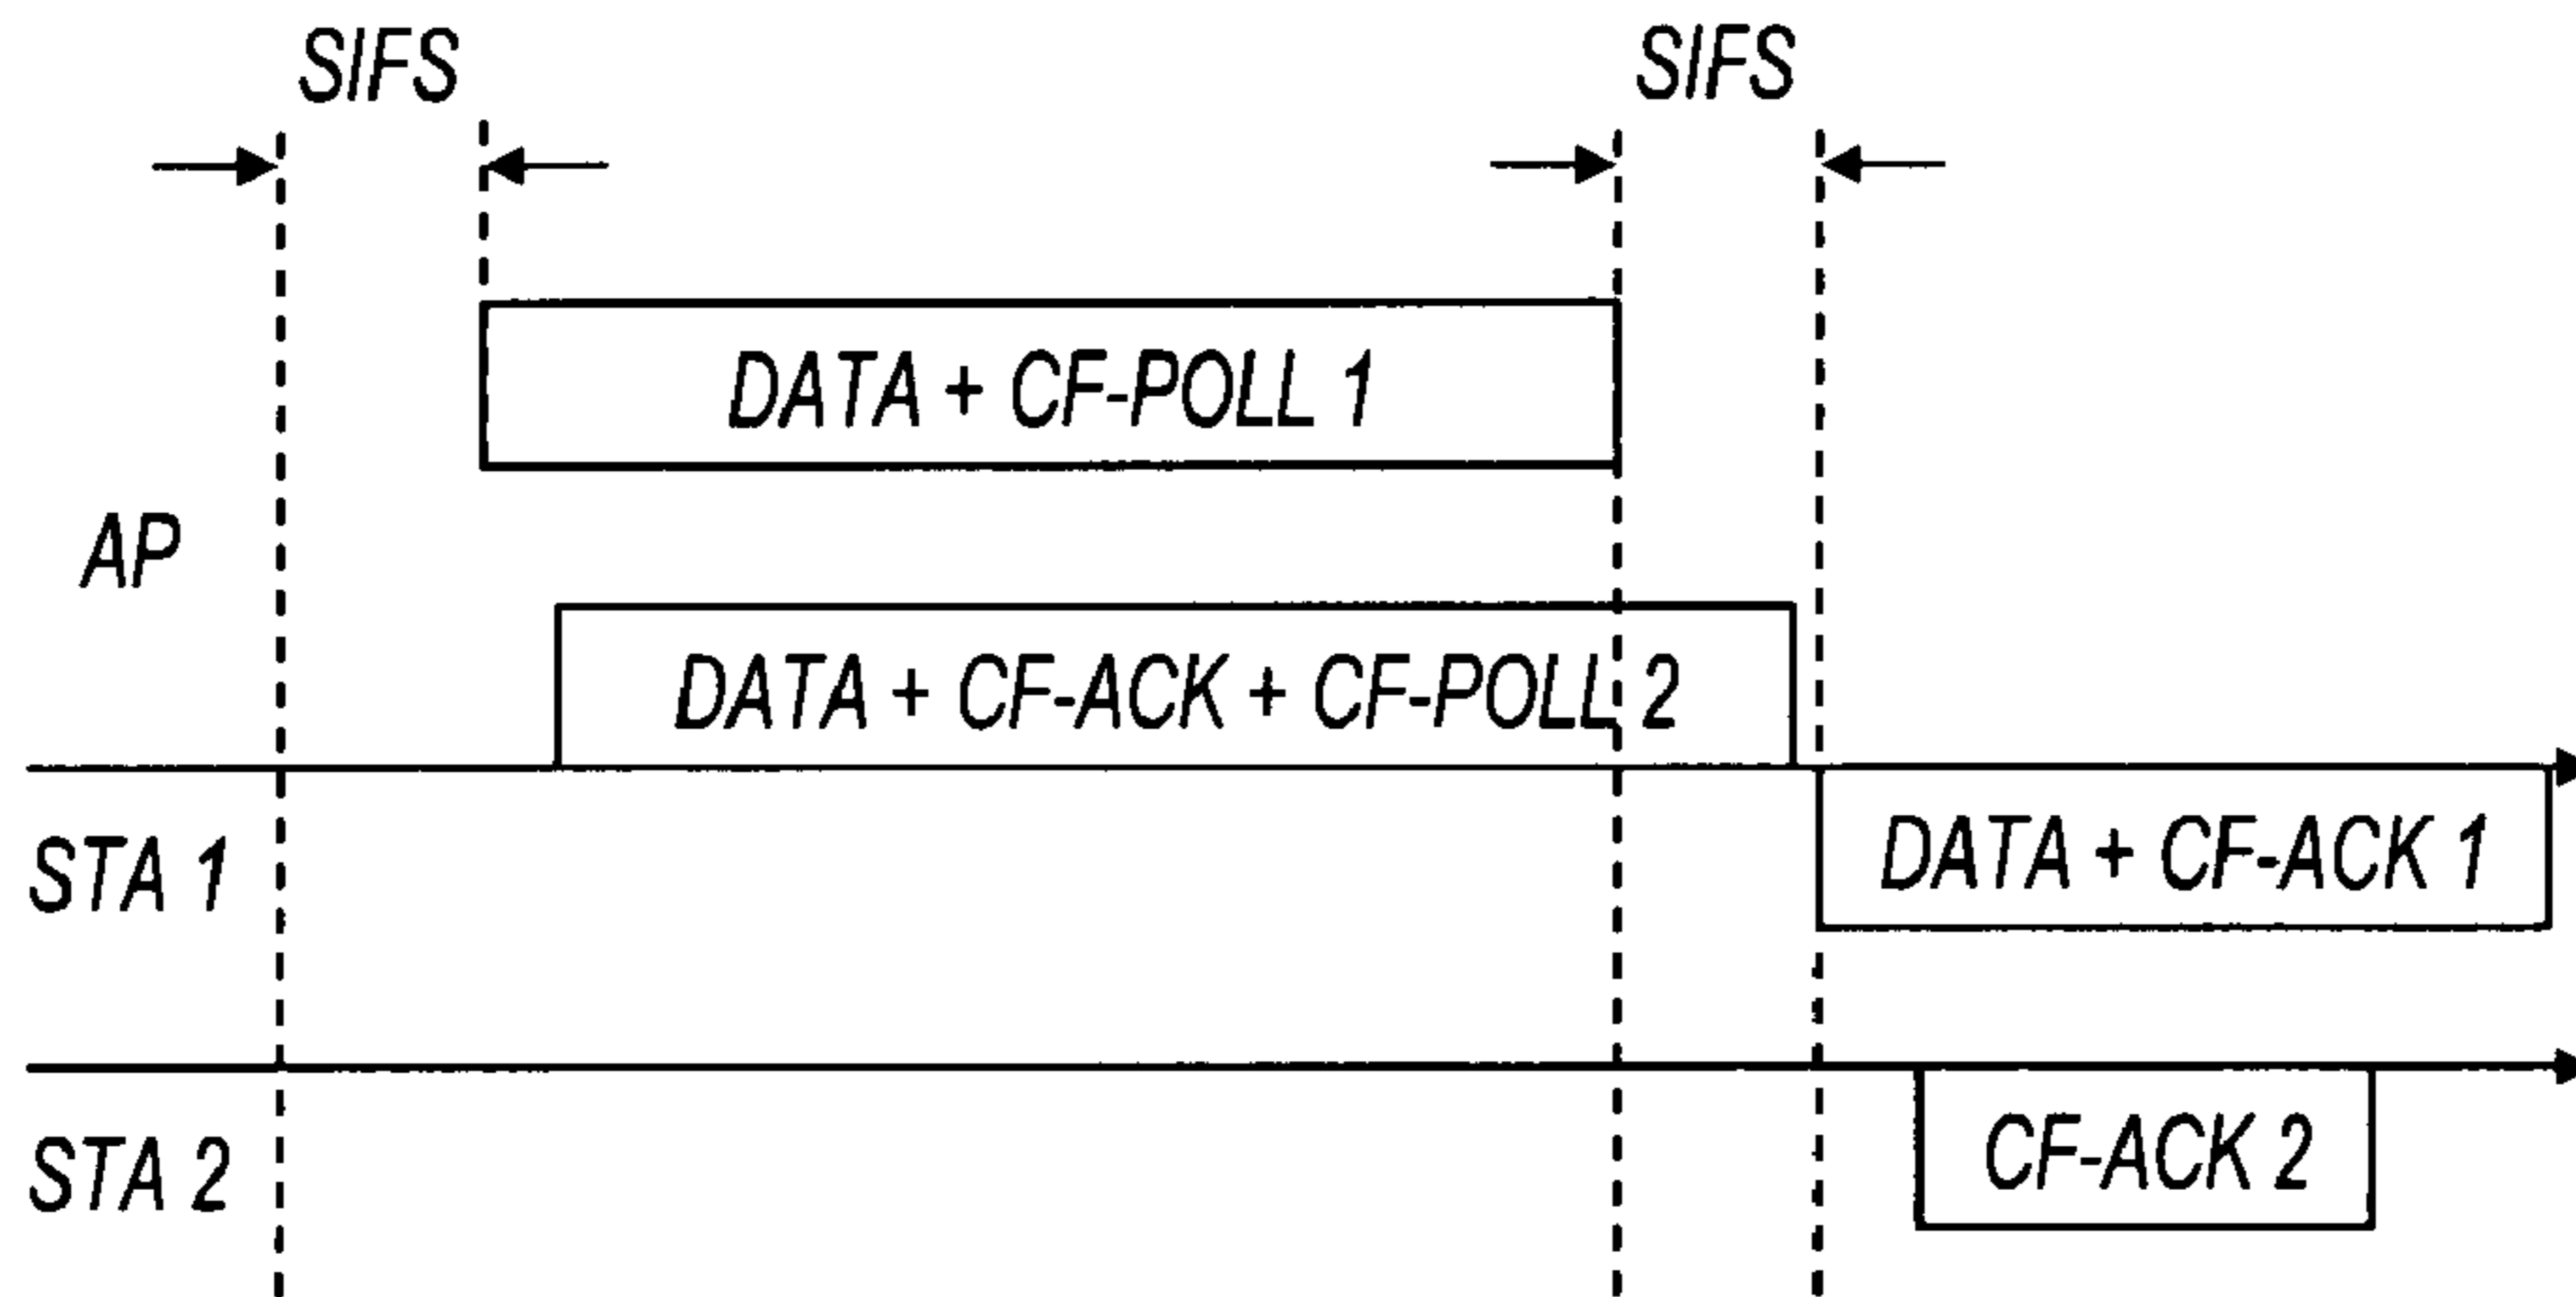 SIFS
SIFS
DATA + CF-POLL 1
AP
DATA + CF-ACK + CF-POLL 2
STA 1
DATA + CF-ACK 1
STA 2
CF-ACK 2